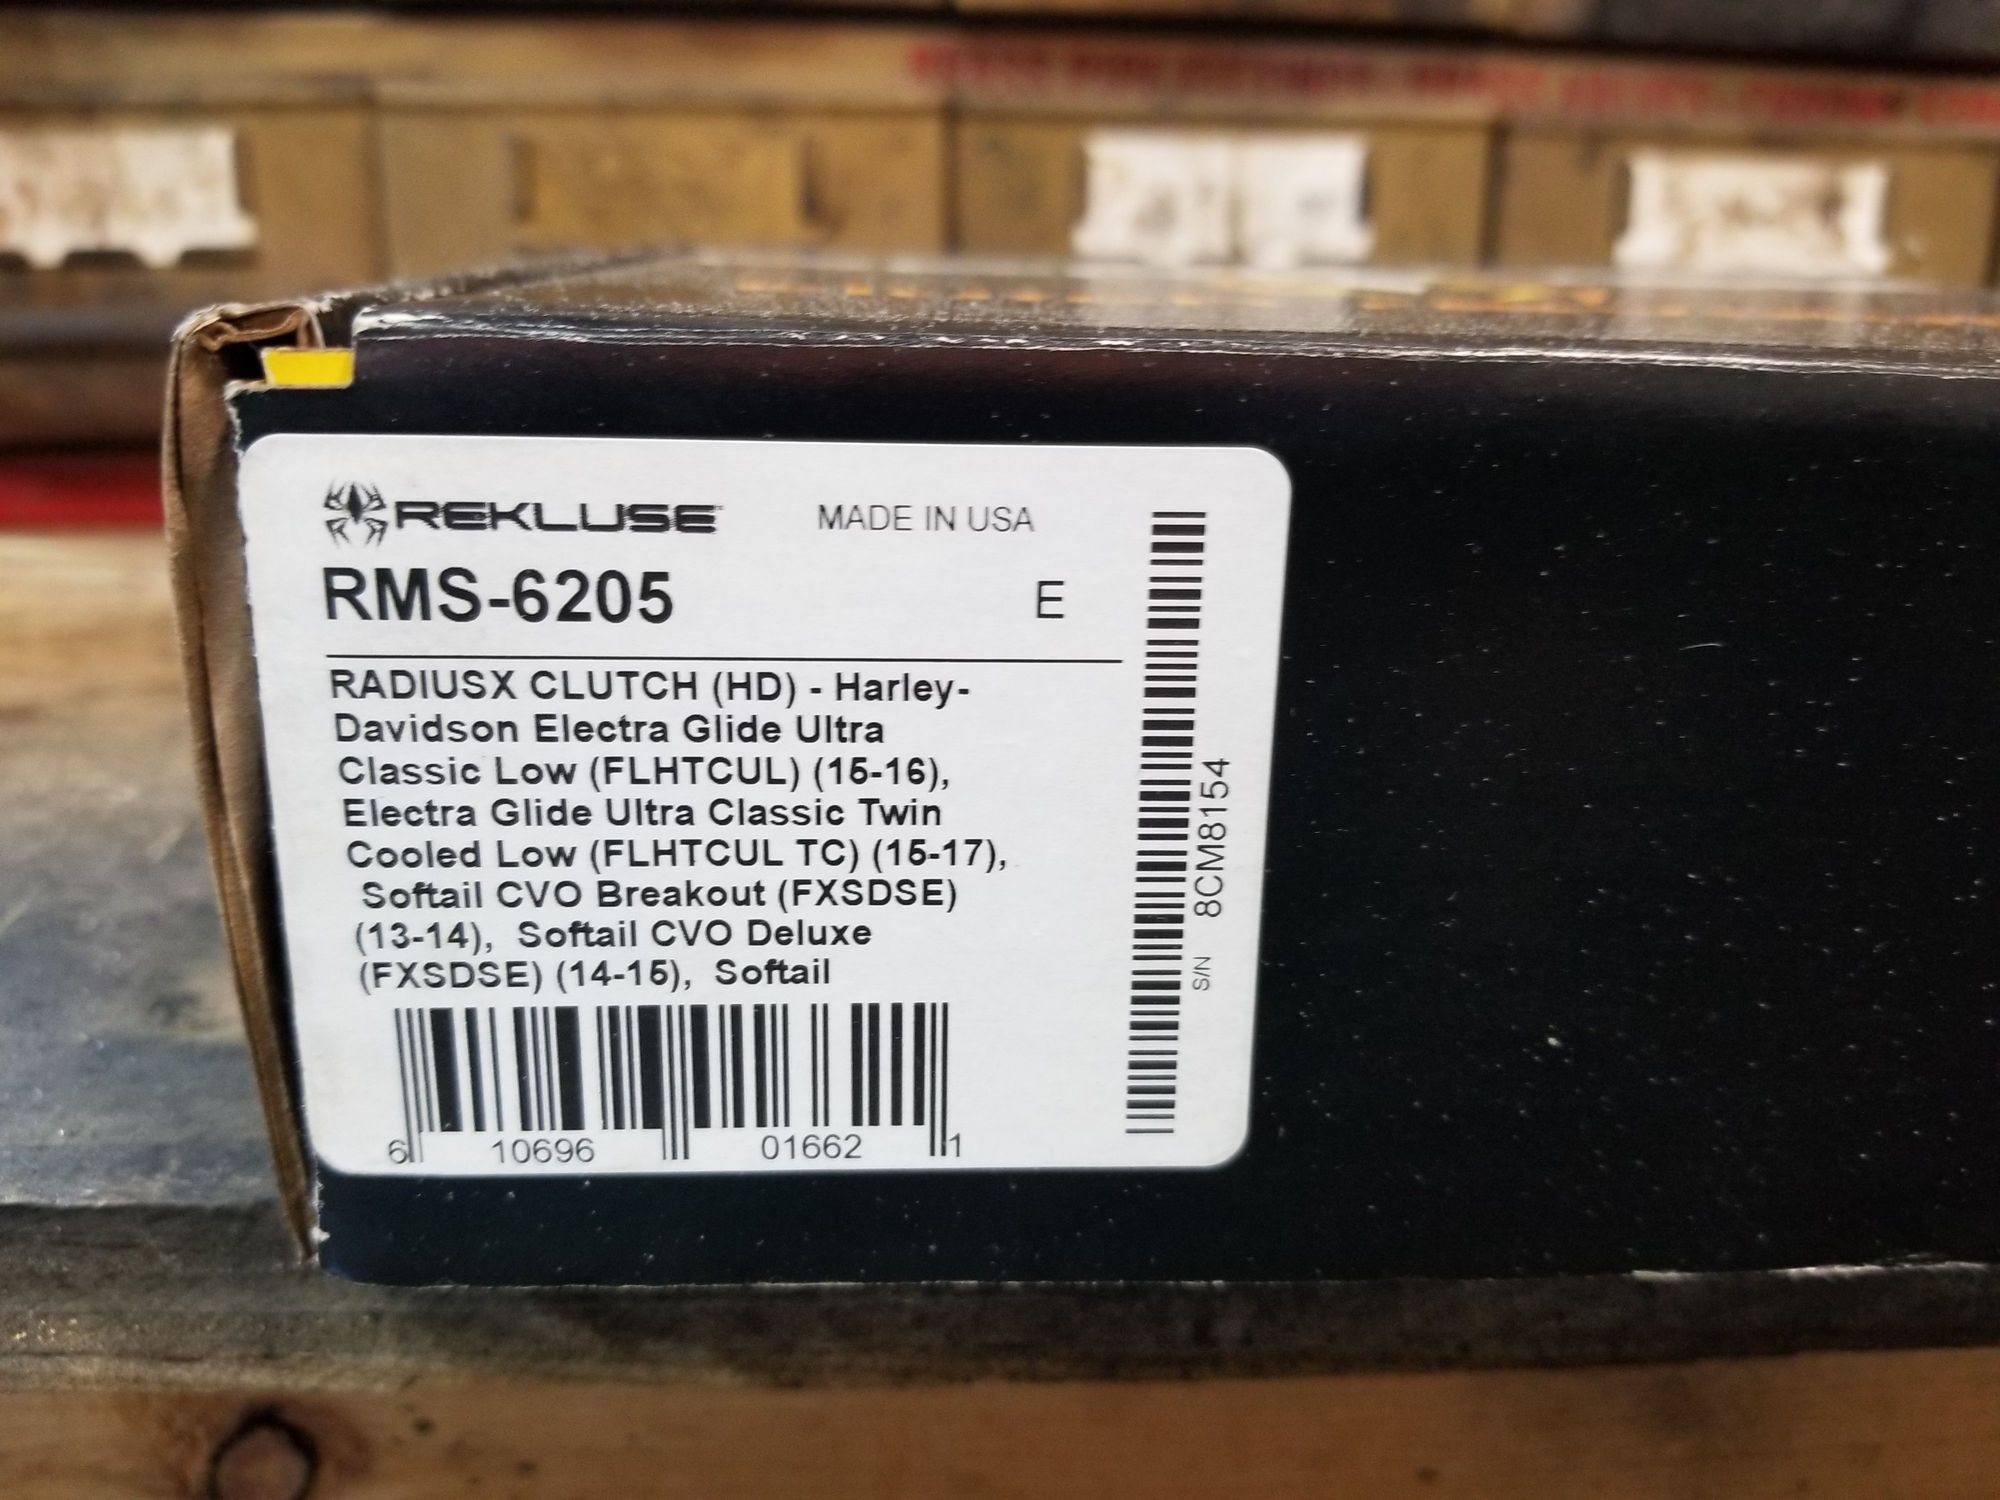 REKLUSE MADE IN USA
RMS-6205 E
RADIUSX CLUTCH (HD) - Harley-
Davidson Electra Glide Ultra
Classic Low (FLHTCUL) (15-16),
Electra Glide Ultra Classic Twin
Cooled Low (FLHTCUL TC) (15-17),
Softail CVO Breakout (FXSDSE)
(13-14), Softail CVO Deluxe
(FXSDSE) (14-15), Softail
6 10696 01662 1
S/N 8CM8154